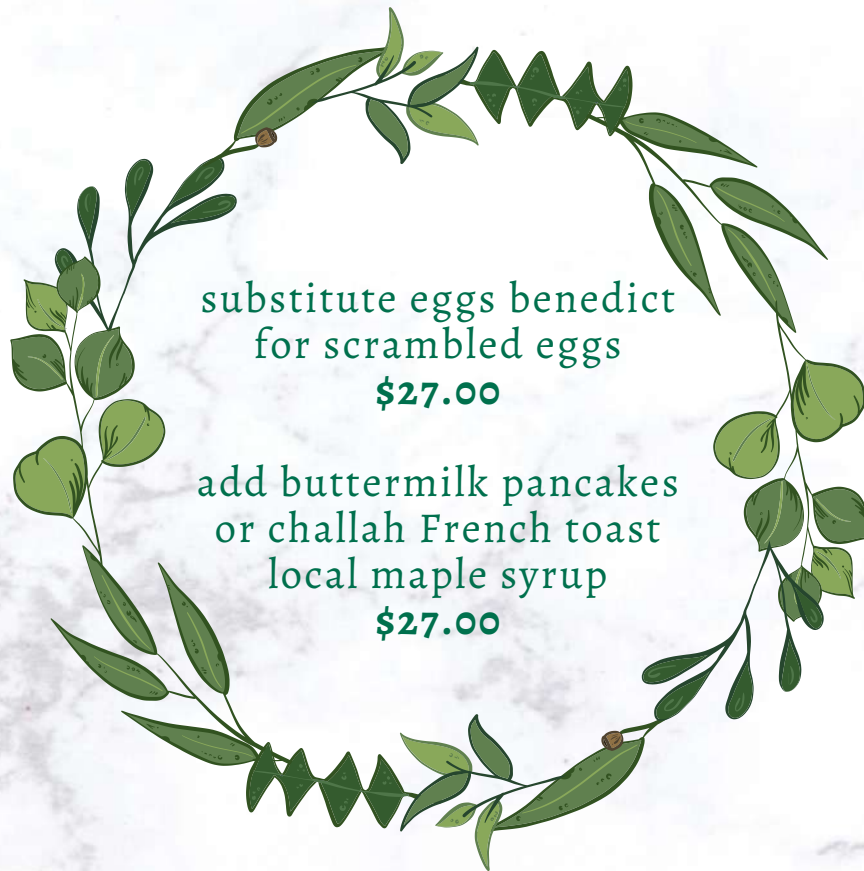 substitute eggs benedict
for scrambled eggs
$27.00
add buttermilk pancakes
or challah French toast
local maple syrup
$27.00